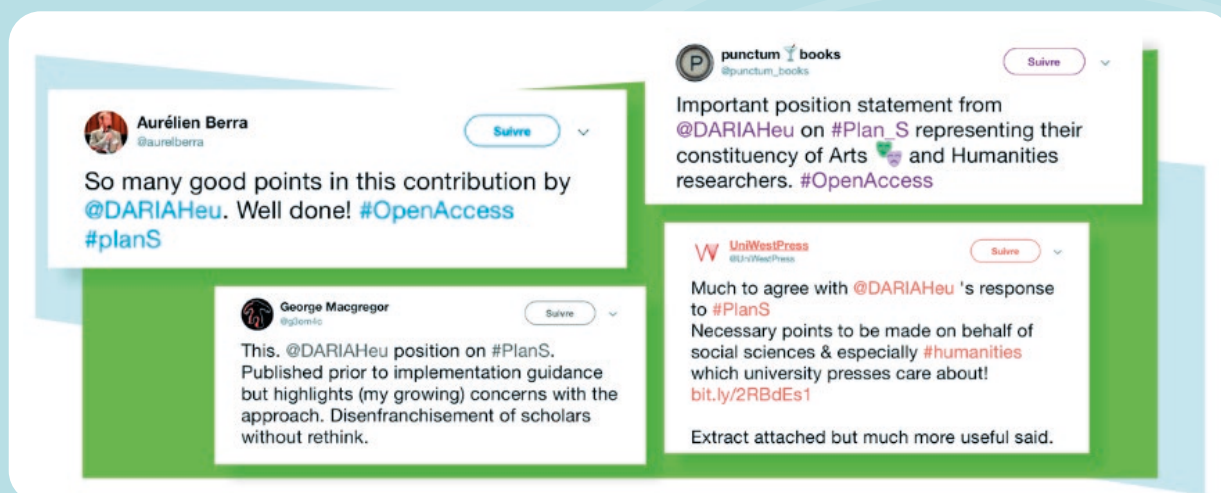 Aurélien Berra
@aurelberra
Suivre
So many good points in this contribution by
@DARIAHeu. Well done! #OpenAccess
#planS
punctum books
@punctum_books
Suivre
Important position statement from
@DARIAHeu on #Plan_S representing their
constituency of Arts 🎭 and Humanities
researchers. #OpenAccess
George Macgregor
@g3om4c
Suivre
This. @DARIAHeu position on #PlanS.
Published prior to implementation guidance
but highlights (my growing) concerns with the
approach. Disenfranchisement of scholars
without rethink.
UniWestPress
@UniWestPress
Suivre
Much to agree with @DARIAHeu 's response
to #PlanS
Necessary points to be made on behalf of
social sciences & especially #humanities
which university presses care about!
bit.ly/2RBdEs1
Extract attached but much more useful said.